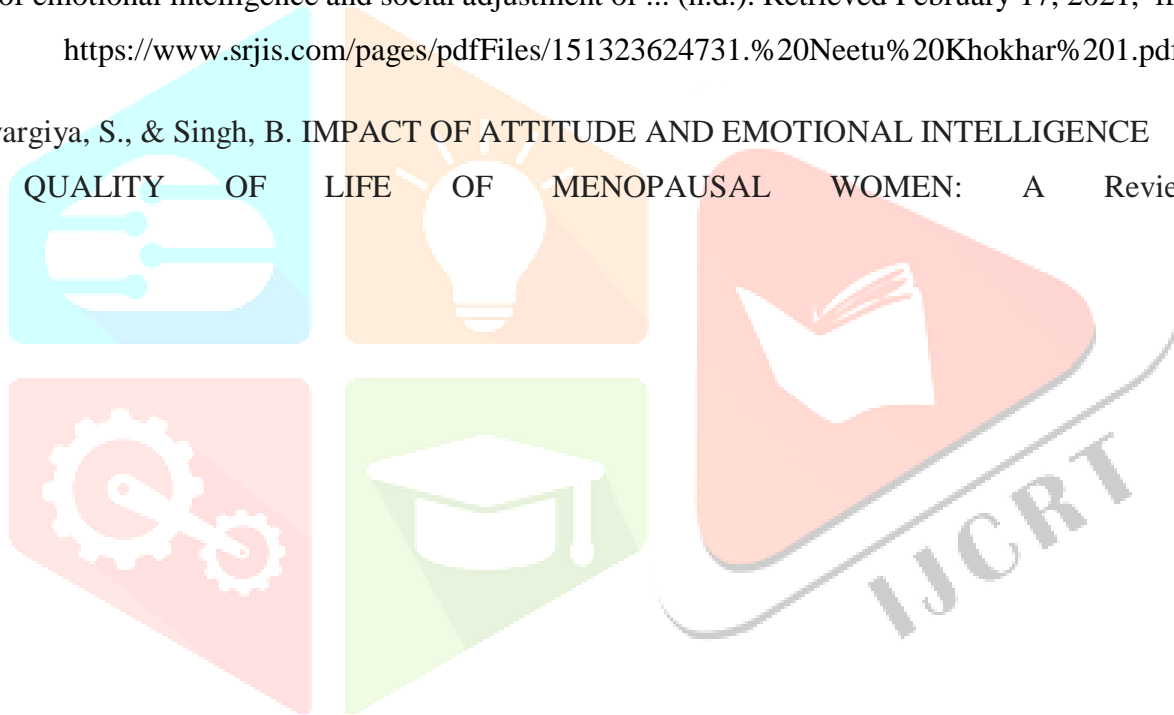 of emotional intelligence and social adjustment of ... (n.d.). Retrieved February 17, 2021,
https://www.srjis.com/pages/pdfFiles/151323624731.%20Neetu%20Khokhar%201.pdf
S., & Singh, B. IMPACT OF ATTITUDE AND EMOTIONAL INTELLIGENCE
QUALITY OF LIFE OF MENOPAUSAL WOMEN: A
IJCRT